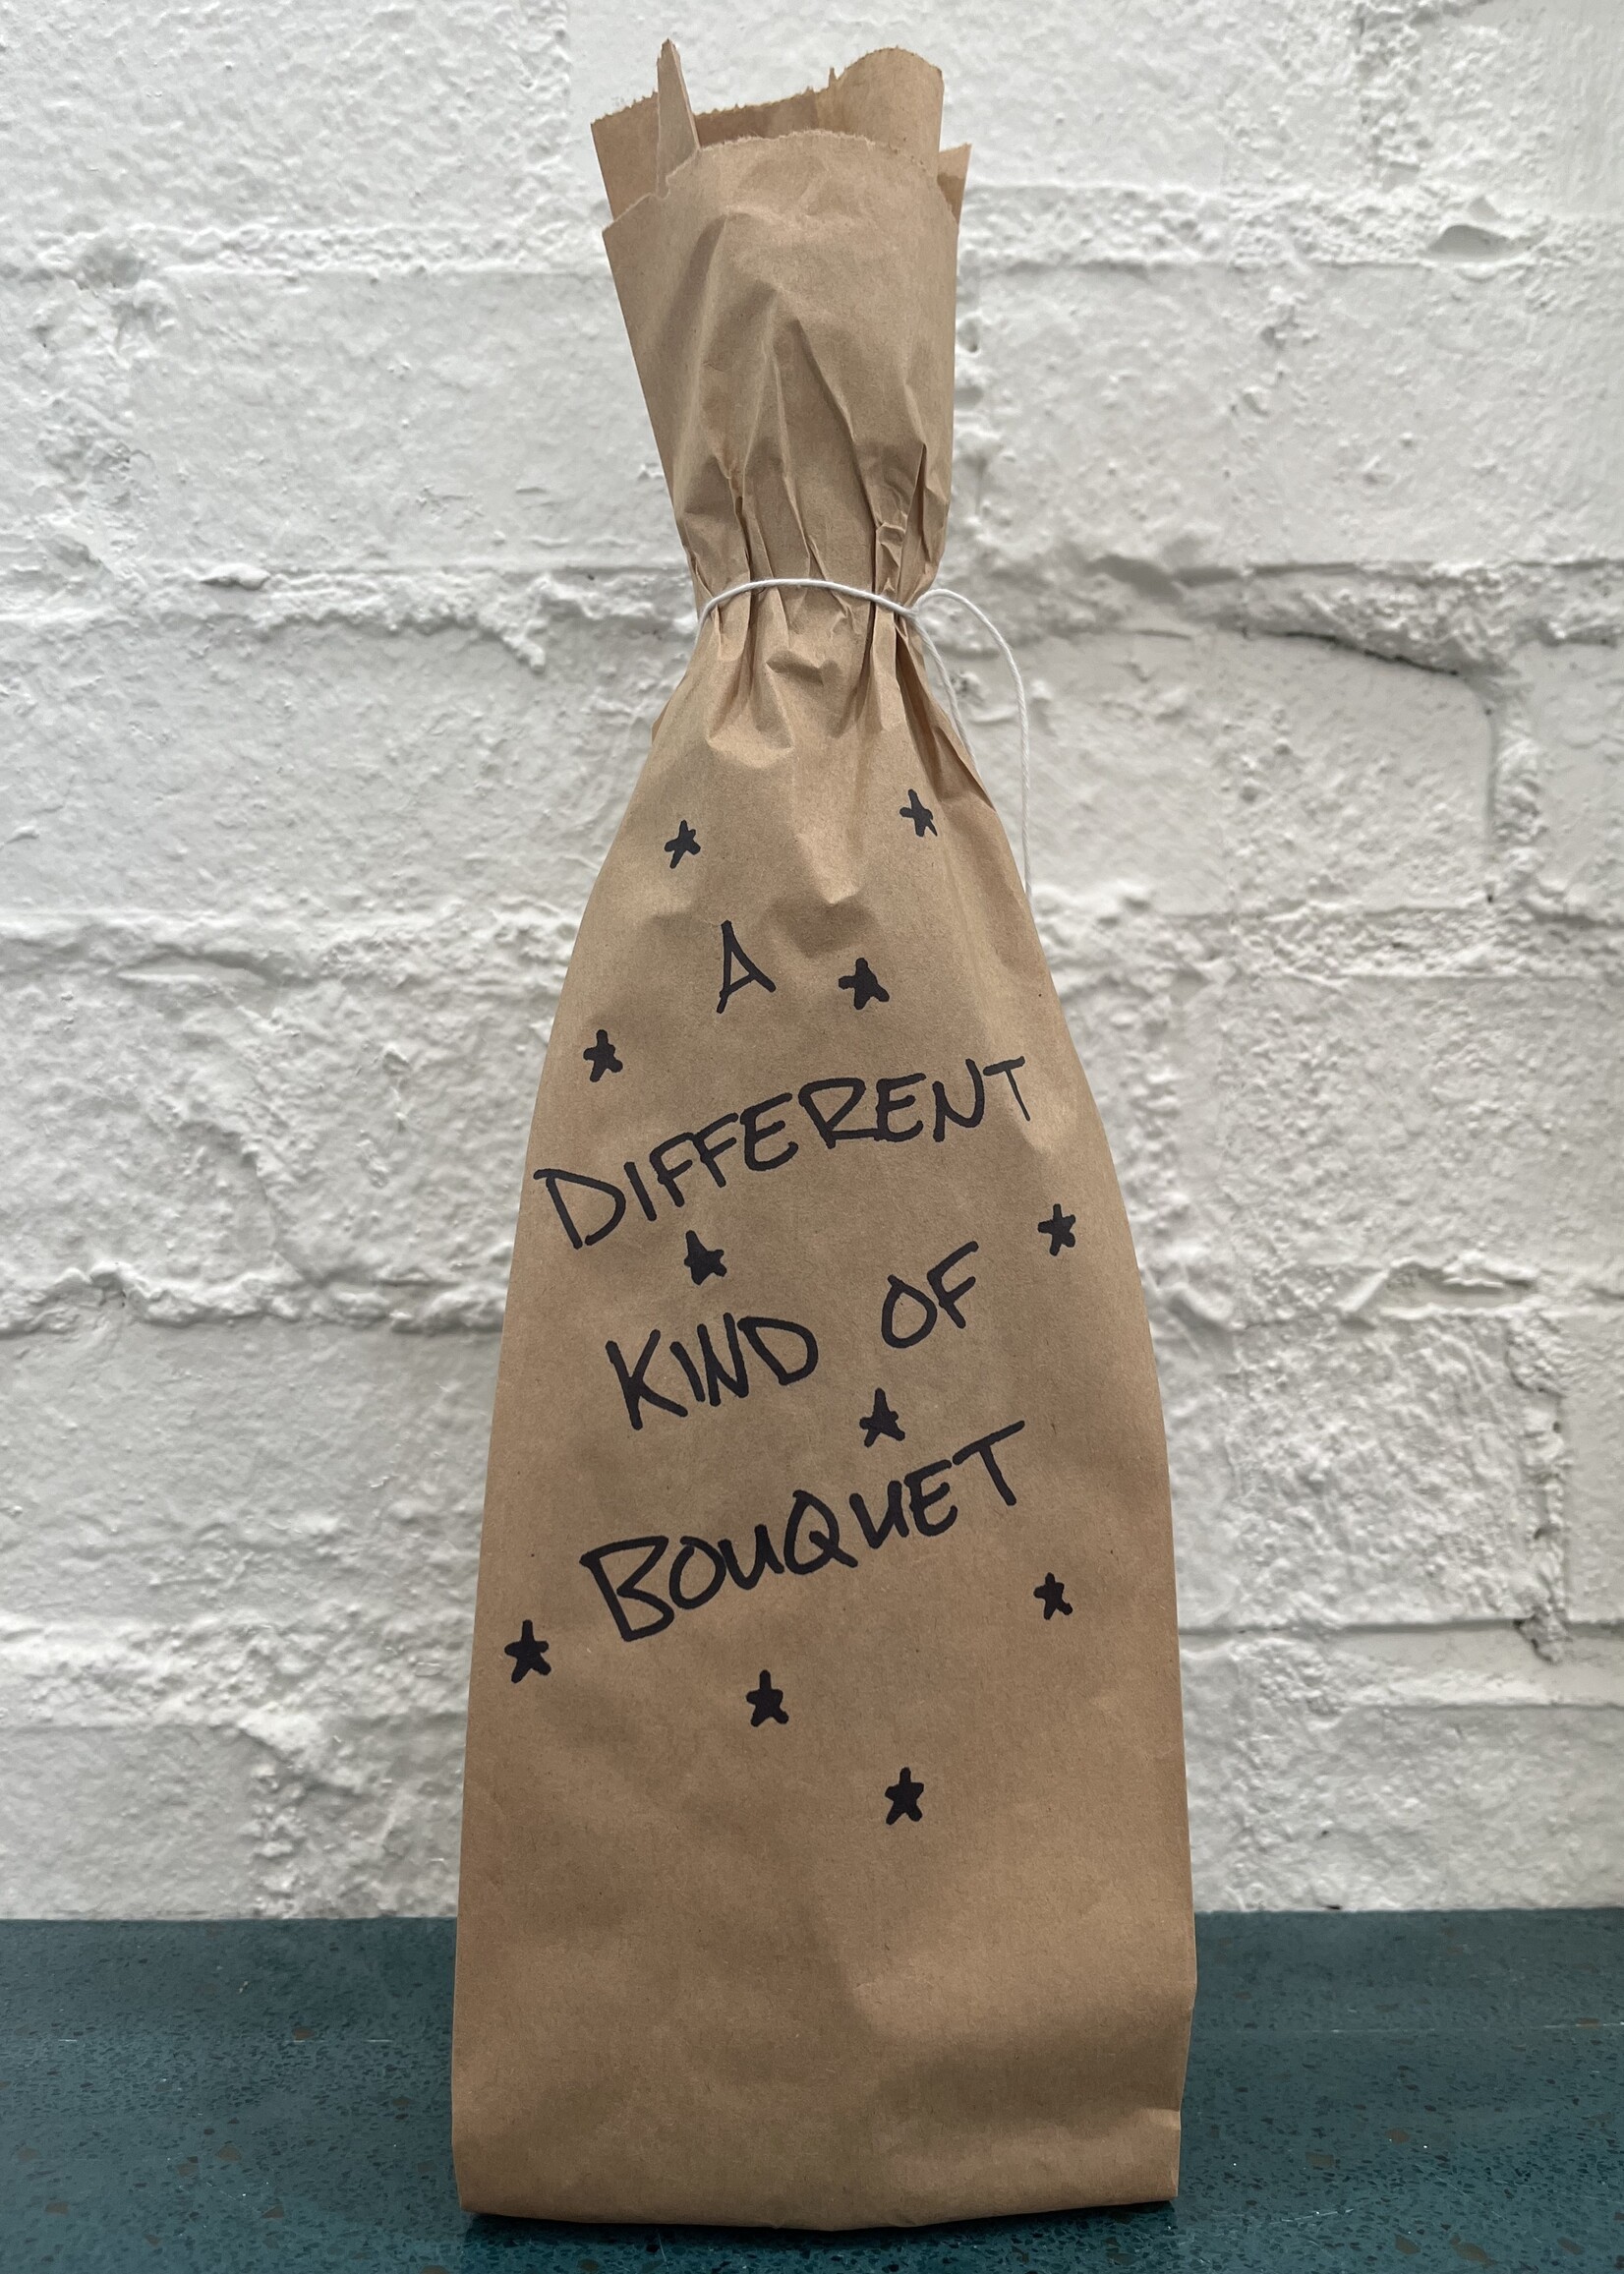 A
DIFFERENT
KIND OF
BOUQUET